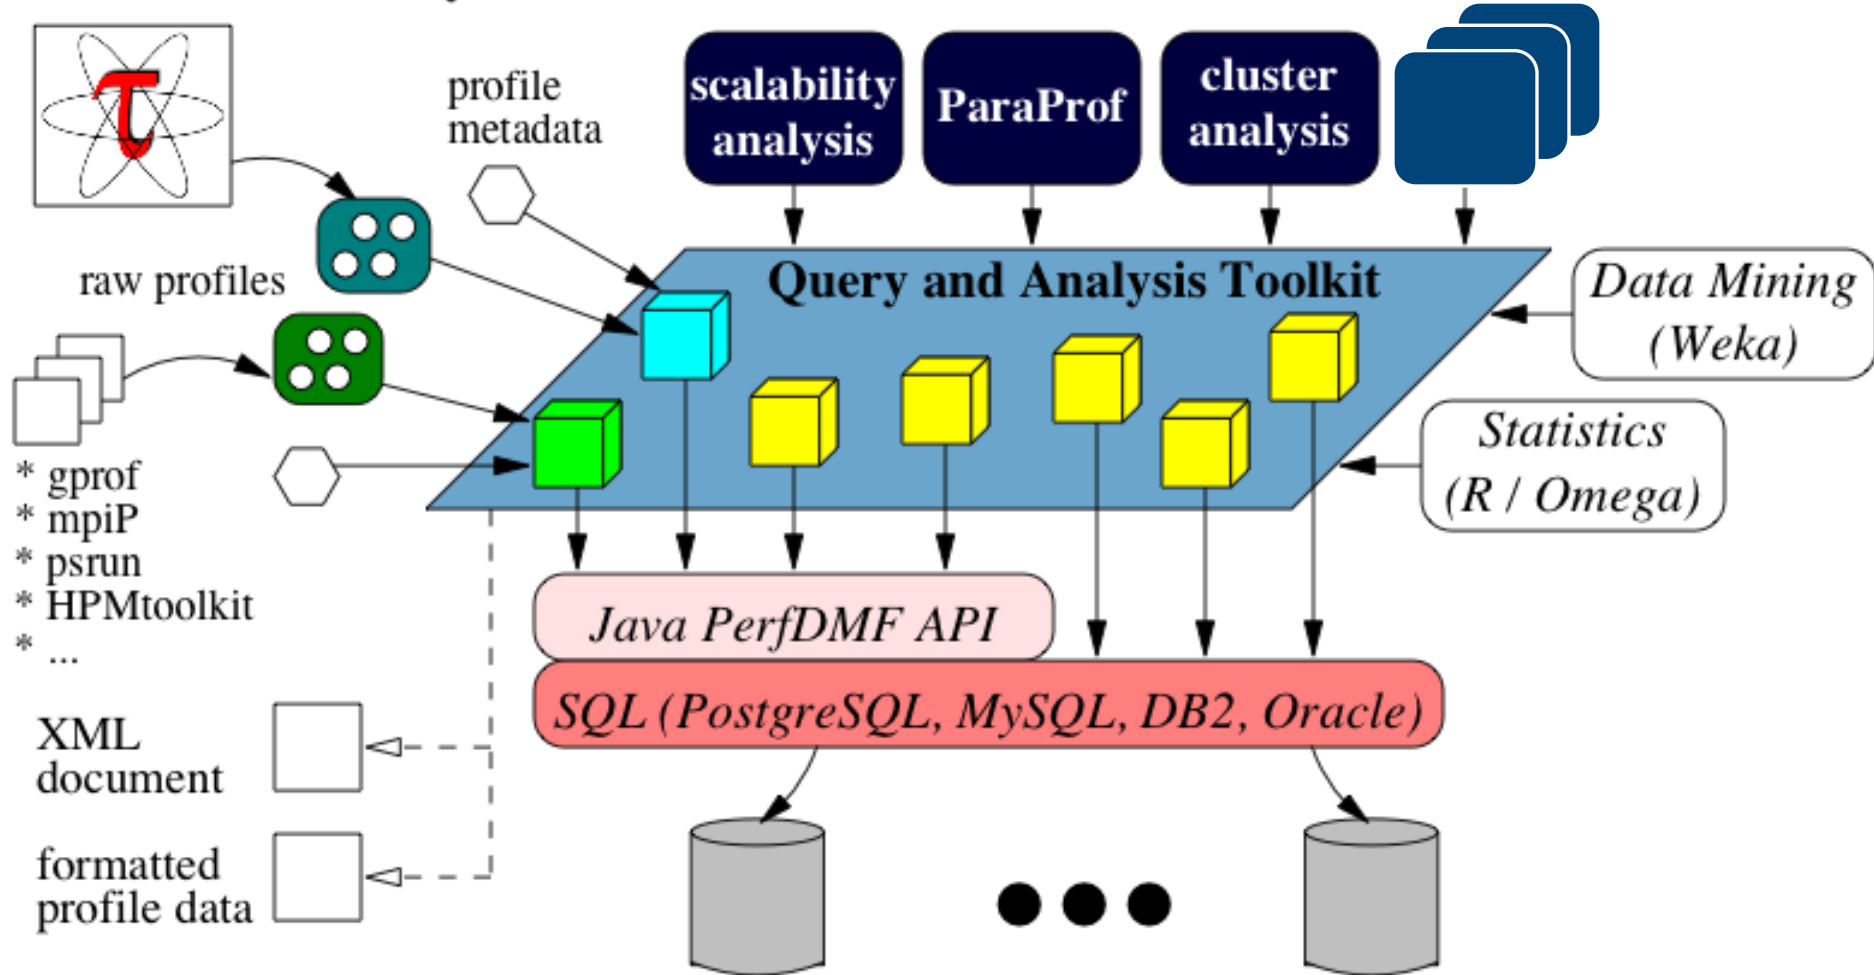 τ
profile
metadata
scalability
analysis
ParaProf
cluster
analysis
raw profiles
Query and Analysis Toolkit
Data Mining
(Weka)
Statistics
(R / Omega)
* gprof
* mpiP
* psrun
* HPMtoolkit
* ...
Java PerfDMF API
SQL (PostgreSQL, MySQL, DB2, Oracle)
XML
document
formatted
profile data